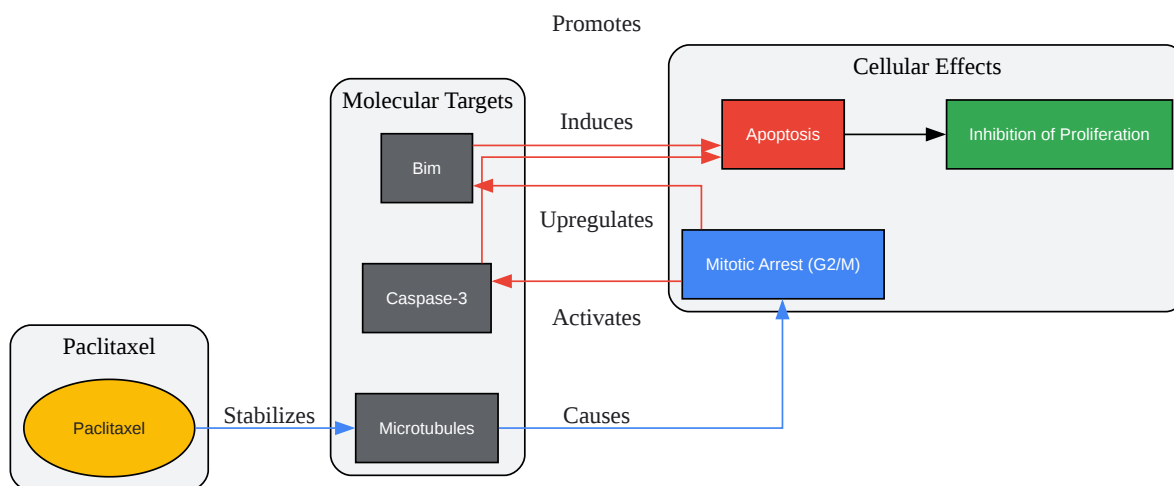 Promotes
Cellular Effects
Molecular Targets
Induces
Apoptosis
Inhibition of Proliferation
Bim
Upregulates
Mitotic Arrest (G2/M)
Caspase-3
Activates
Paclitaxel
Paclitaxel
Stabilizes
Microtubules
Causes